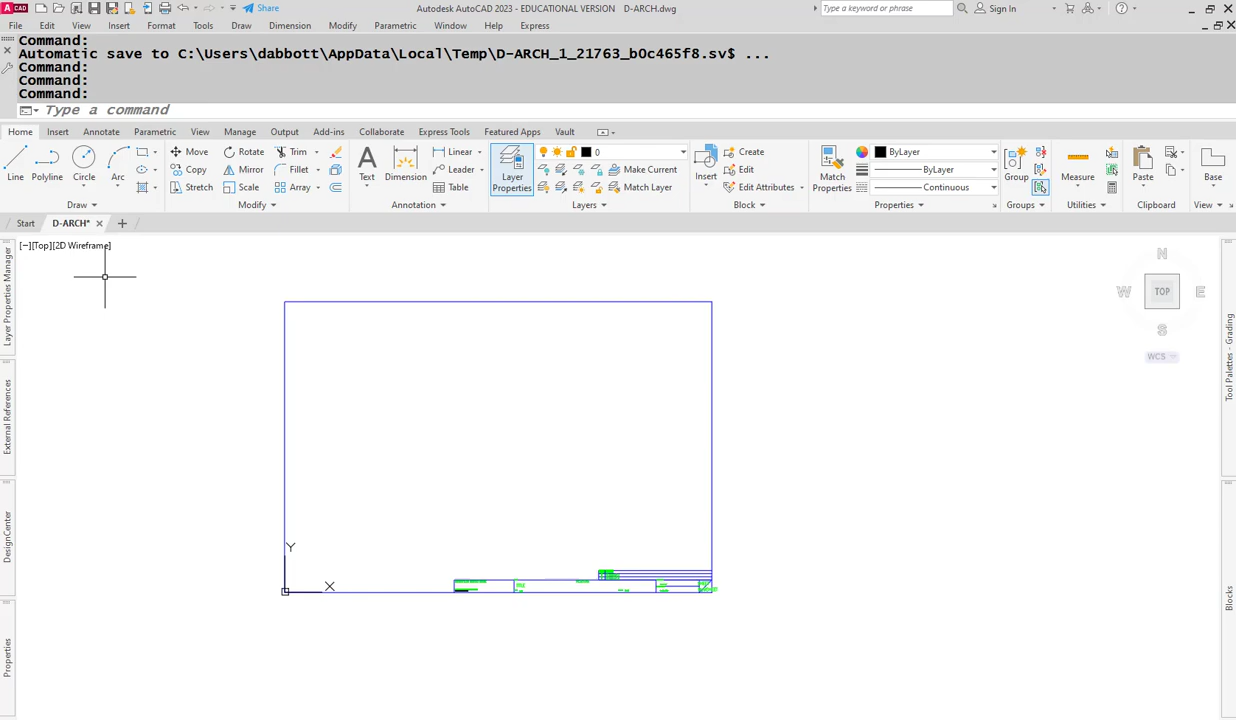 CAD
Share
Autodesk AutoCAD 2023 - EDUCATIONAL VERSION D-ARCH.dwg
Type a keyword or phrase
Sign In
File Edit View Insert Format Tools Draw Dimension Modify Parametric Window Help Express
Command:
Automatic save to C:\Users\dabbott\AppData\Local\Temp\D-ARCH_1_21763_b0c465f8.sv$ ...
Command:
Command:
Command:
Type a command
Home Insert Annotate Parametric View Manage Output Add-ins Collaborate Express Tools Featured Apps Vault
Line Polyline Circle Arc
Move Rotate Trim
Copy Mirror Fillet
Stretch Scale Array
Text Dimension
Linear
Leader
Table
Layer Properties
0
Make Current
Match Layer
Insert
Create
Edit
Edit Attributes
Match Properties
ByLayer
ByLayer
Continuous
Group
Measure
Paste
Base
Draw Modify Annotation Layers Block Properties Groups Utilities Clipboard View
Start D-ARCH*
[−][Top][2D Wireframe]
Layer Properties Manager
External References
DesignCenter
Properties
N
W TOP E
S
WCS
Tool Palettes - Grading
Blocks
Y
X